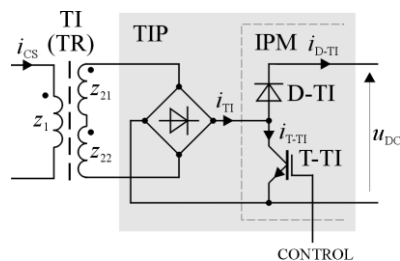 TI
(TR)
TIP
IPM
i_CS
i_D-TI
z_21
i_TI
D-TI
z_1
i_T-TI
u_DC
z_22
T-TI
CONTROL